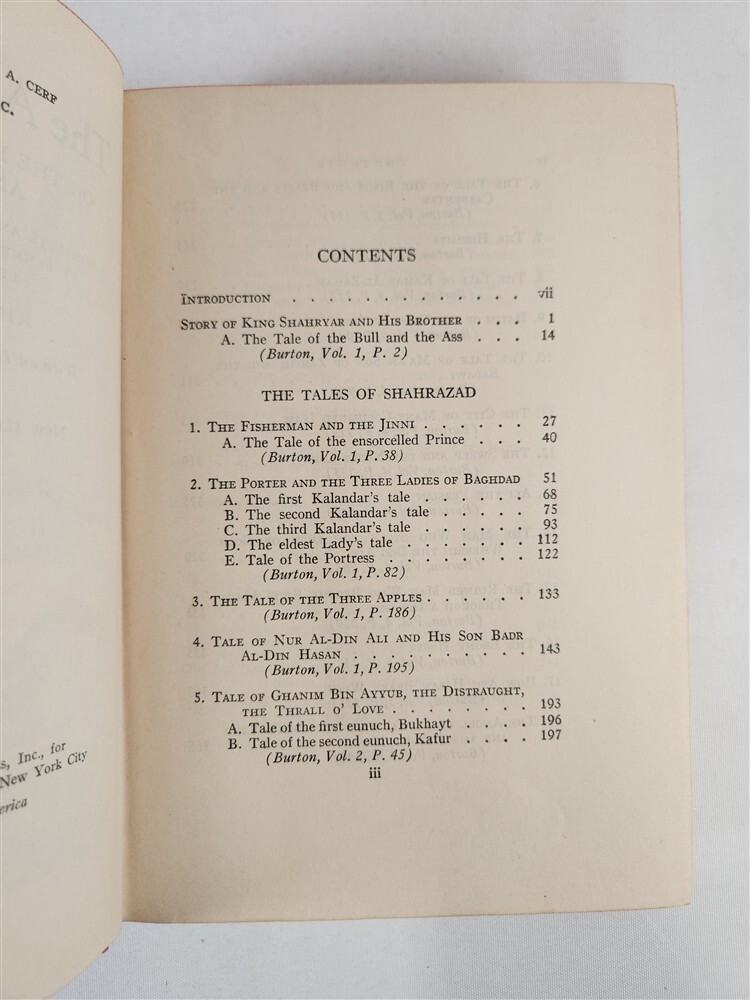 A. CERF
C.
CONTENTS
INTRODUCTION . . . . . . . . . . . . . vii
STORY OF KING SHAHRYAR AND HIS BROTHER . . . 1
A. The Tale of the Bull and the Ass . . . 14
(Burton, Vol. 1, P. 2)
THE TALES OF SHAHRAZAD
1. THE FISHERMAN AND THE JINNI . . . . . . 27
A. The Tale of the ensorcelled Prince . . . 40
(Burton, Vol. 1, P. 38)
2. THE PORTER AND THE THREE LADIES OF BAGHDAD 51
A. The first Kalandar's tale . . . . . . 68
B. The second Kalandar's tale . . . . . 75
C. The third Kalandar's tale . . . . . . 93
D. The eldest Lady's tale . . . . . . . 112
E. Tale of the Portress . . . . . . . . 122
(Burton, Vol. 1, P. 82)
3. THE TALE OF THE THREE APPLES . . . . . . 133
(Burton, Vol. 1, P. 186)
4. TALE OF NUR AL-DIN ALI AND HIS SON BADR
AL-DIN HASAN . . . . . . . . . . 143
(Burton, Vol. 1, P. 195)
5. TALE OF GHANIM BIN AYYUB, THE DISTRAUGHT,
THE THRALL O' LOVE . . . . . . . . 193
A. Tale of the first eunuch, Bukhayt . . . . 196
B. Tale of the second eunuch, Kafur . . . . 197
(Burton, Vol. 2, P. 45)
iii
s, Inc., for
New York City
erica